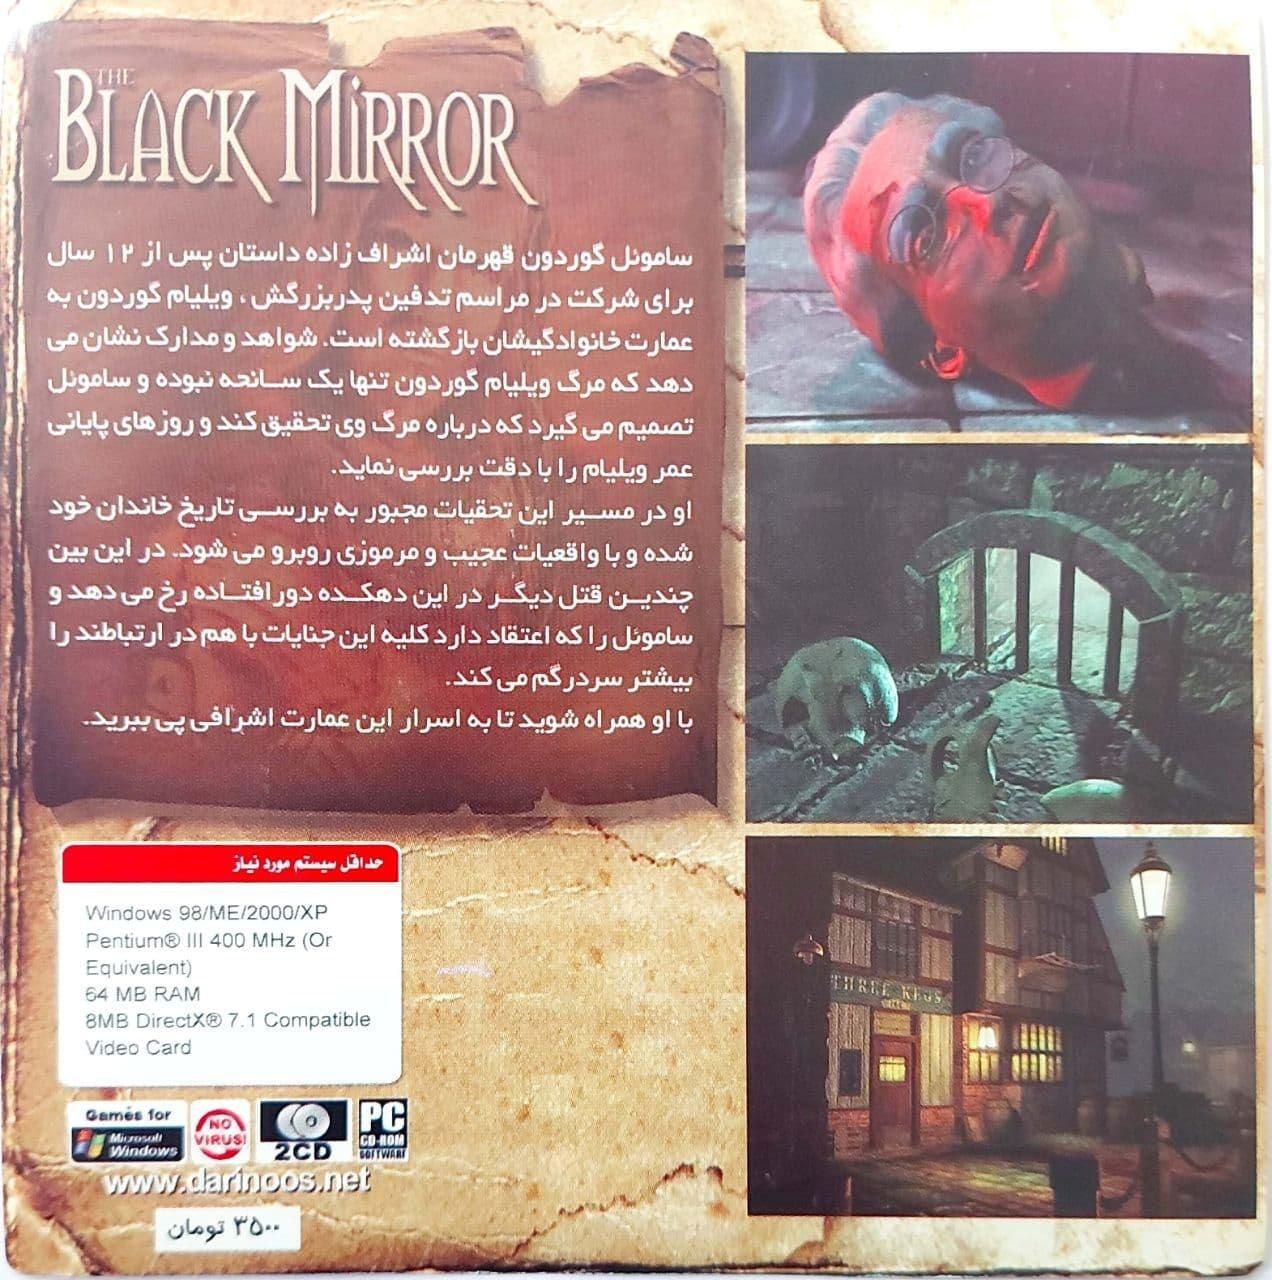 THE
BLACK MIRROR
ساموئل گوردون قهرمان اشراف زاده داستان پس از ۱۲ سال
برای شرکت در مراسم تدفین پدربزرگش ، ویلیام گوردون به
عمارت خانوادگیشان بازگشته است. شواهد و مدارک نشان می
دهد که مرگ ویلیام گوردون تنها یک سانحه نبوده و ساموئل
تصمیم می گیرد که درباره مرگ وی تحقیق کند و روزهای پایانی
عمر ویلیام را با دقت بررسی نماید.
او در مسیر این تحقیات مجبور به بررسی تاریخ خاندان خود
شده و با واقعیات عجیب و مرموزی روبرو می شود. در این بین
چندین قتل دیگر در این دهکده دورافتاده رخ می دهد و
ساموئل را که اعتقاد دارد کلیه این جنایات با هم در ارتباطند را
بیشتر سردرگم می کند.
با او همراه شوید تا به اسرار این عمارت اشرافی پی ببرید.
حداقل سیستم مورد نیاز
Windows 98/ME/2000/XP
Pentium® III 400 MHz (Or
Equivalent)
64 MB RAM
8MB DirectX® 7.1 Compatible
Video Card
THREE KEGS
Games for
Microsoft
Windows
NO
VIRUS!
2CD
PC
CD-ROM
SOFTWARE
www.darinoos.net
۳۵۰۰ تومان